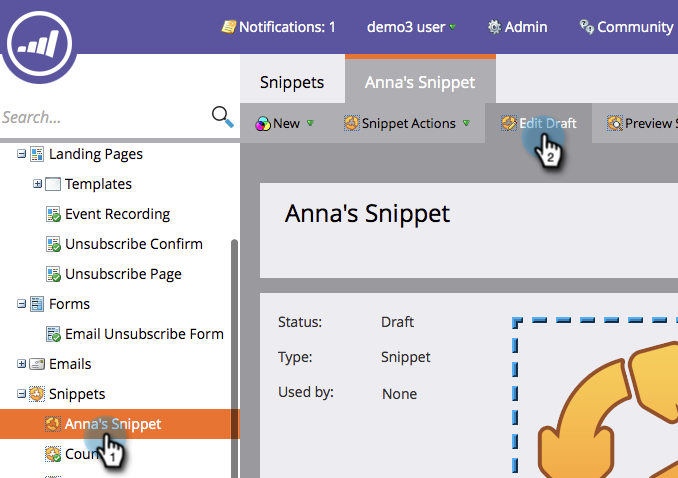 Notifications: 1 demo3 user Admin Community
Snippets Anna's Snippet
Search...
New Snippet Actions Edit Draft Preview
2
Landing Pages
Templates
Event Recording
Unsubscribe Confirm
Unsubscribe Page
Forms
Email Unsubscribe Form
Emails
Snippets
Anna's Snippet
1
Anna's Snippet
Status: Draft
Type: Snippet
Used by: None